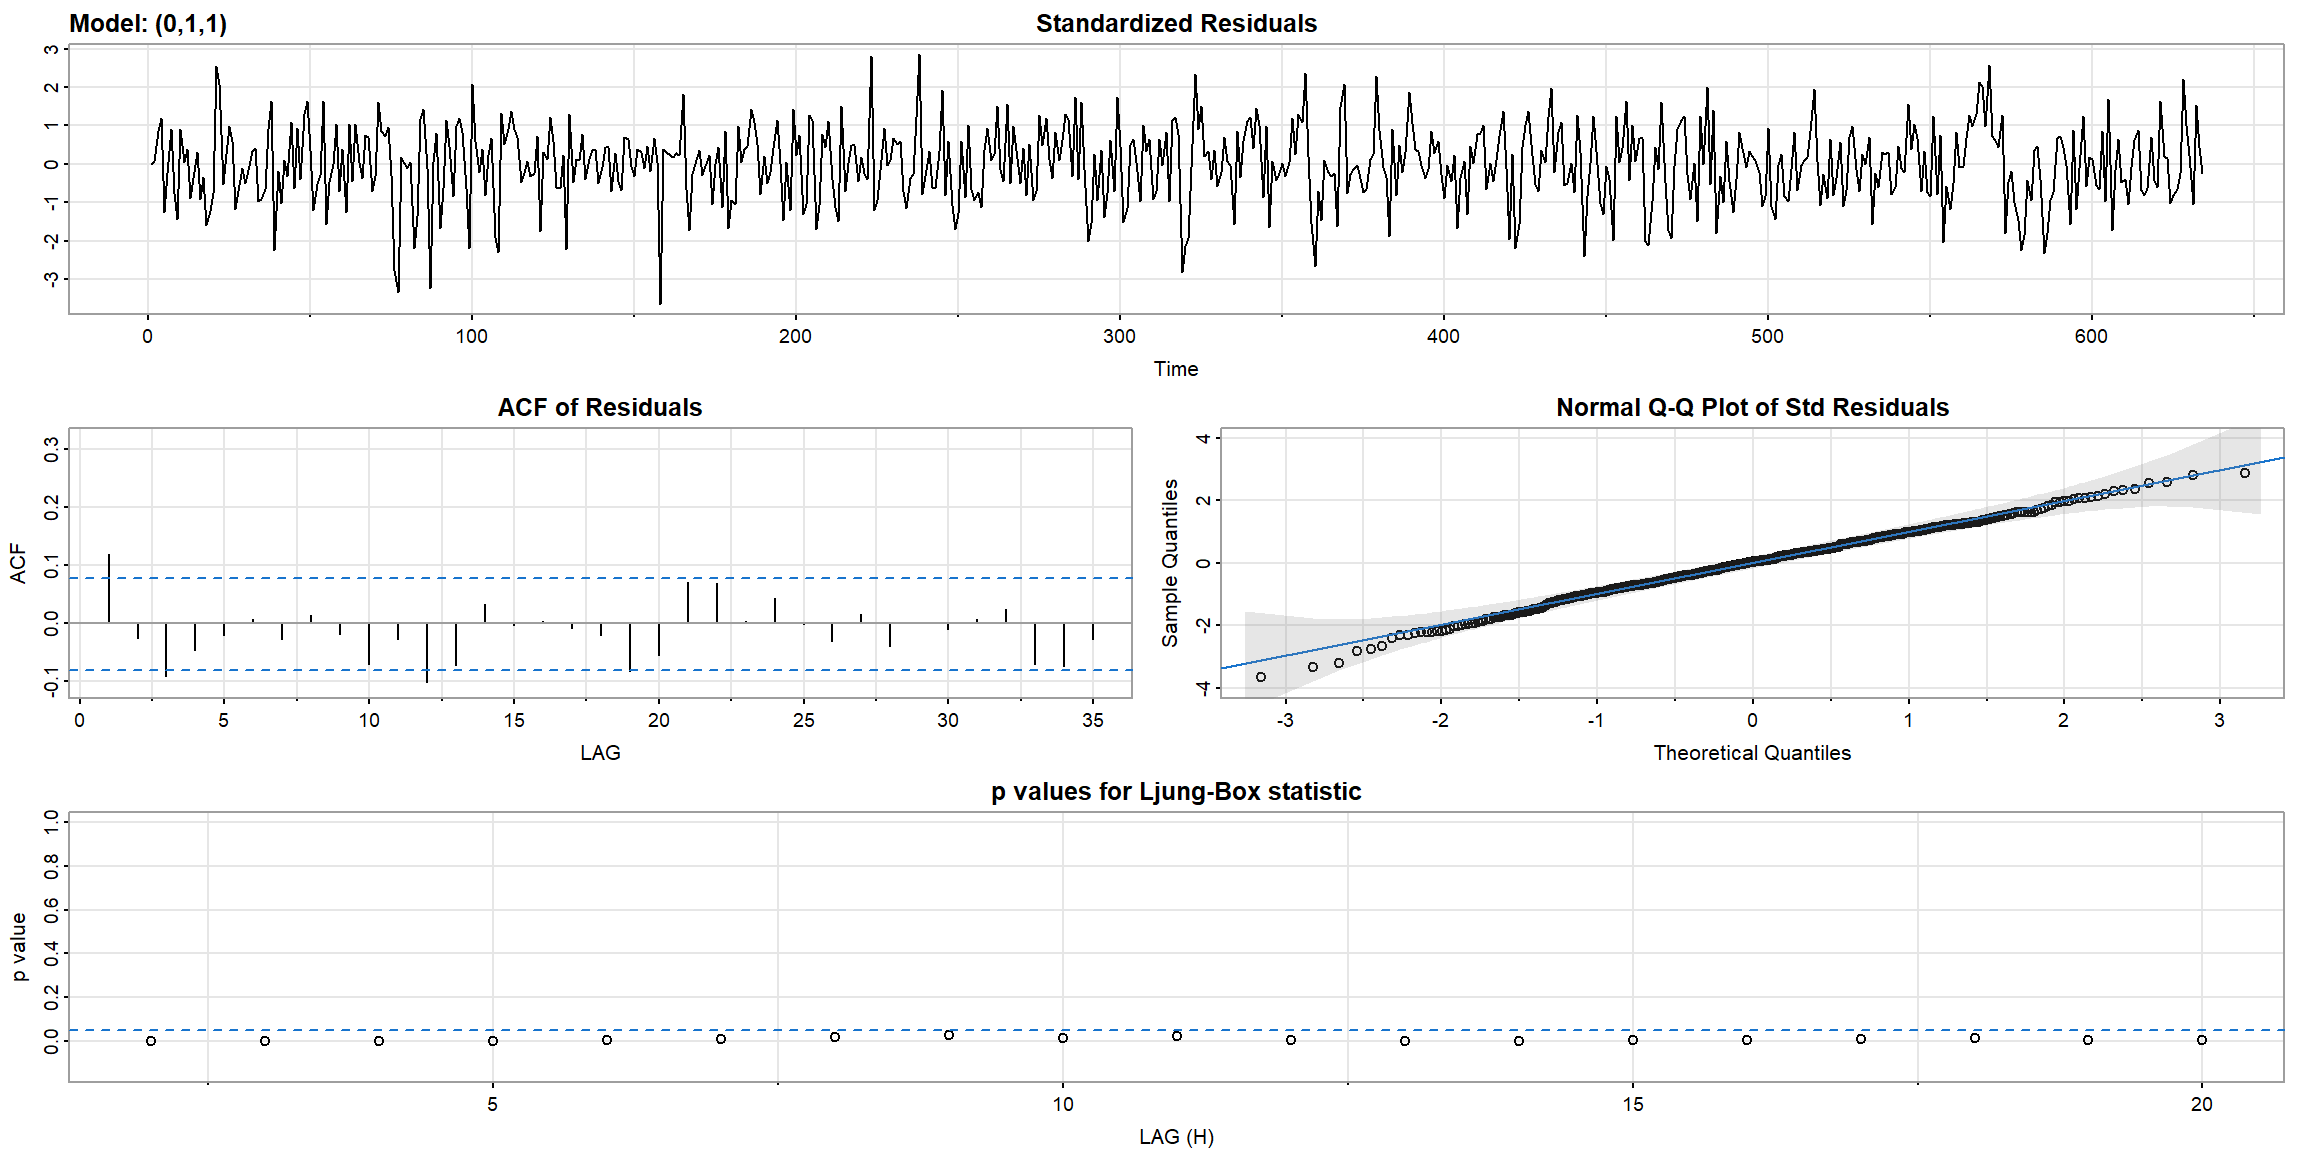 Model: (0,1,1)
Standardized Residuals
3
2
1
0
-1
-2
-3
0 100 200 300 400 500 600
Time
ACF of Residuals
ACF
0.3
0.2
0.1
0.0
-0.1
0 5 10 15 20 25 30 35
LAG
Normal Q-Q Plot of Std Residuals
Sample Quantiles
4
2
0
-2
-4
-3 -2 -1 0 1 2 3
Theoretical Quantiles
p values for Ljung-Box statistic
p value
1.0
0.8
0.6
0.4
0.2
0.0
5 10 15 20
LAG (H)